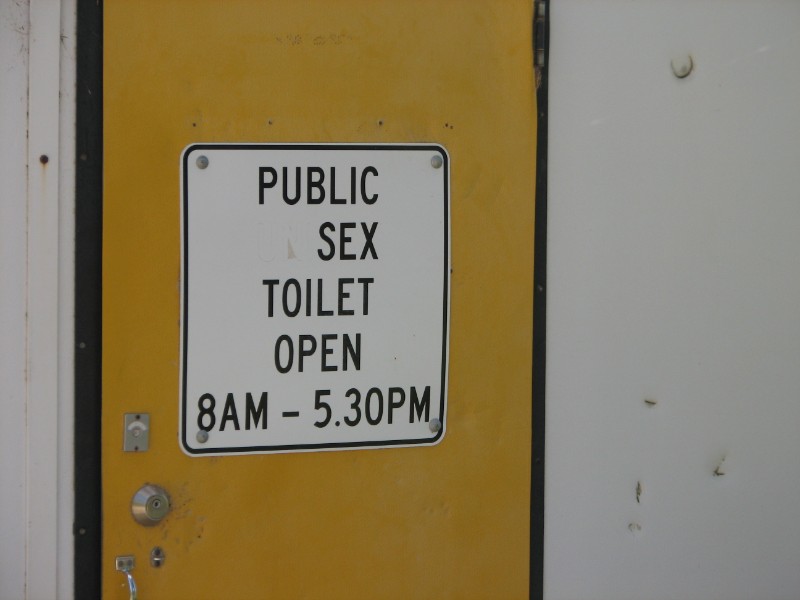 PUBLIC
SEX
TOILET
OPEN
8AM - 5.30PM